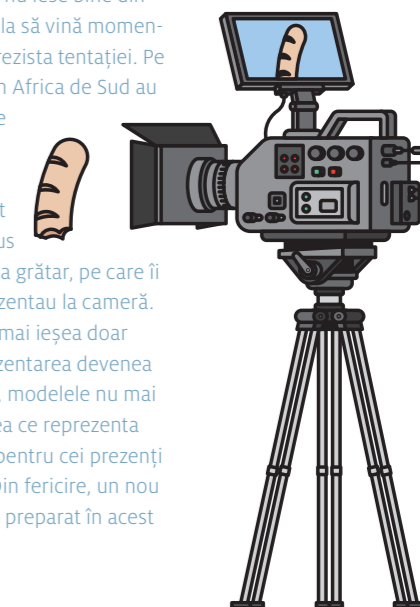 la să vină momen-
rezista tentației. Pe
Africa de Sud au
a grătar, pe care îi
zentau la cameră.
mai ieșea doar
zentarea devenea
, modelele nu mai
ea ce reprezenta
pentru cei prezenți
Din fericire, un nou
preparat în acest